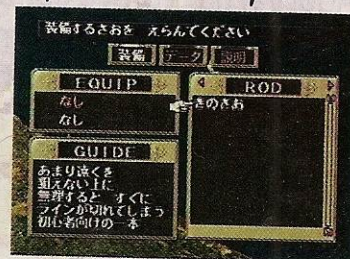 装備するさおを えらんでください
装備 データ 説明
EQUIP
なし
なし
ROD
きのさお
GUIDE
あまり遠くを
狙えない上に
無理すると すぐに
ラインが切れてしまう
初心者向けの一本